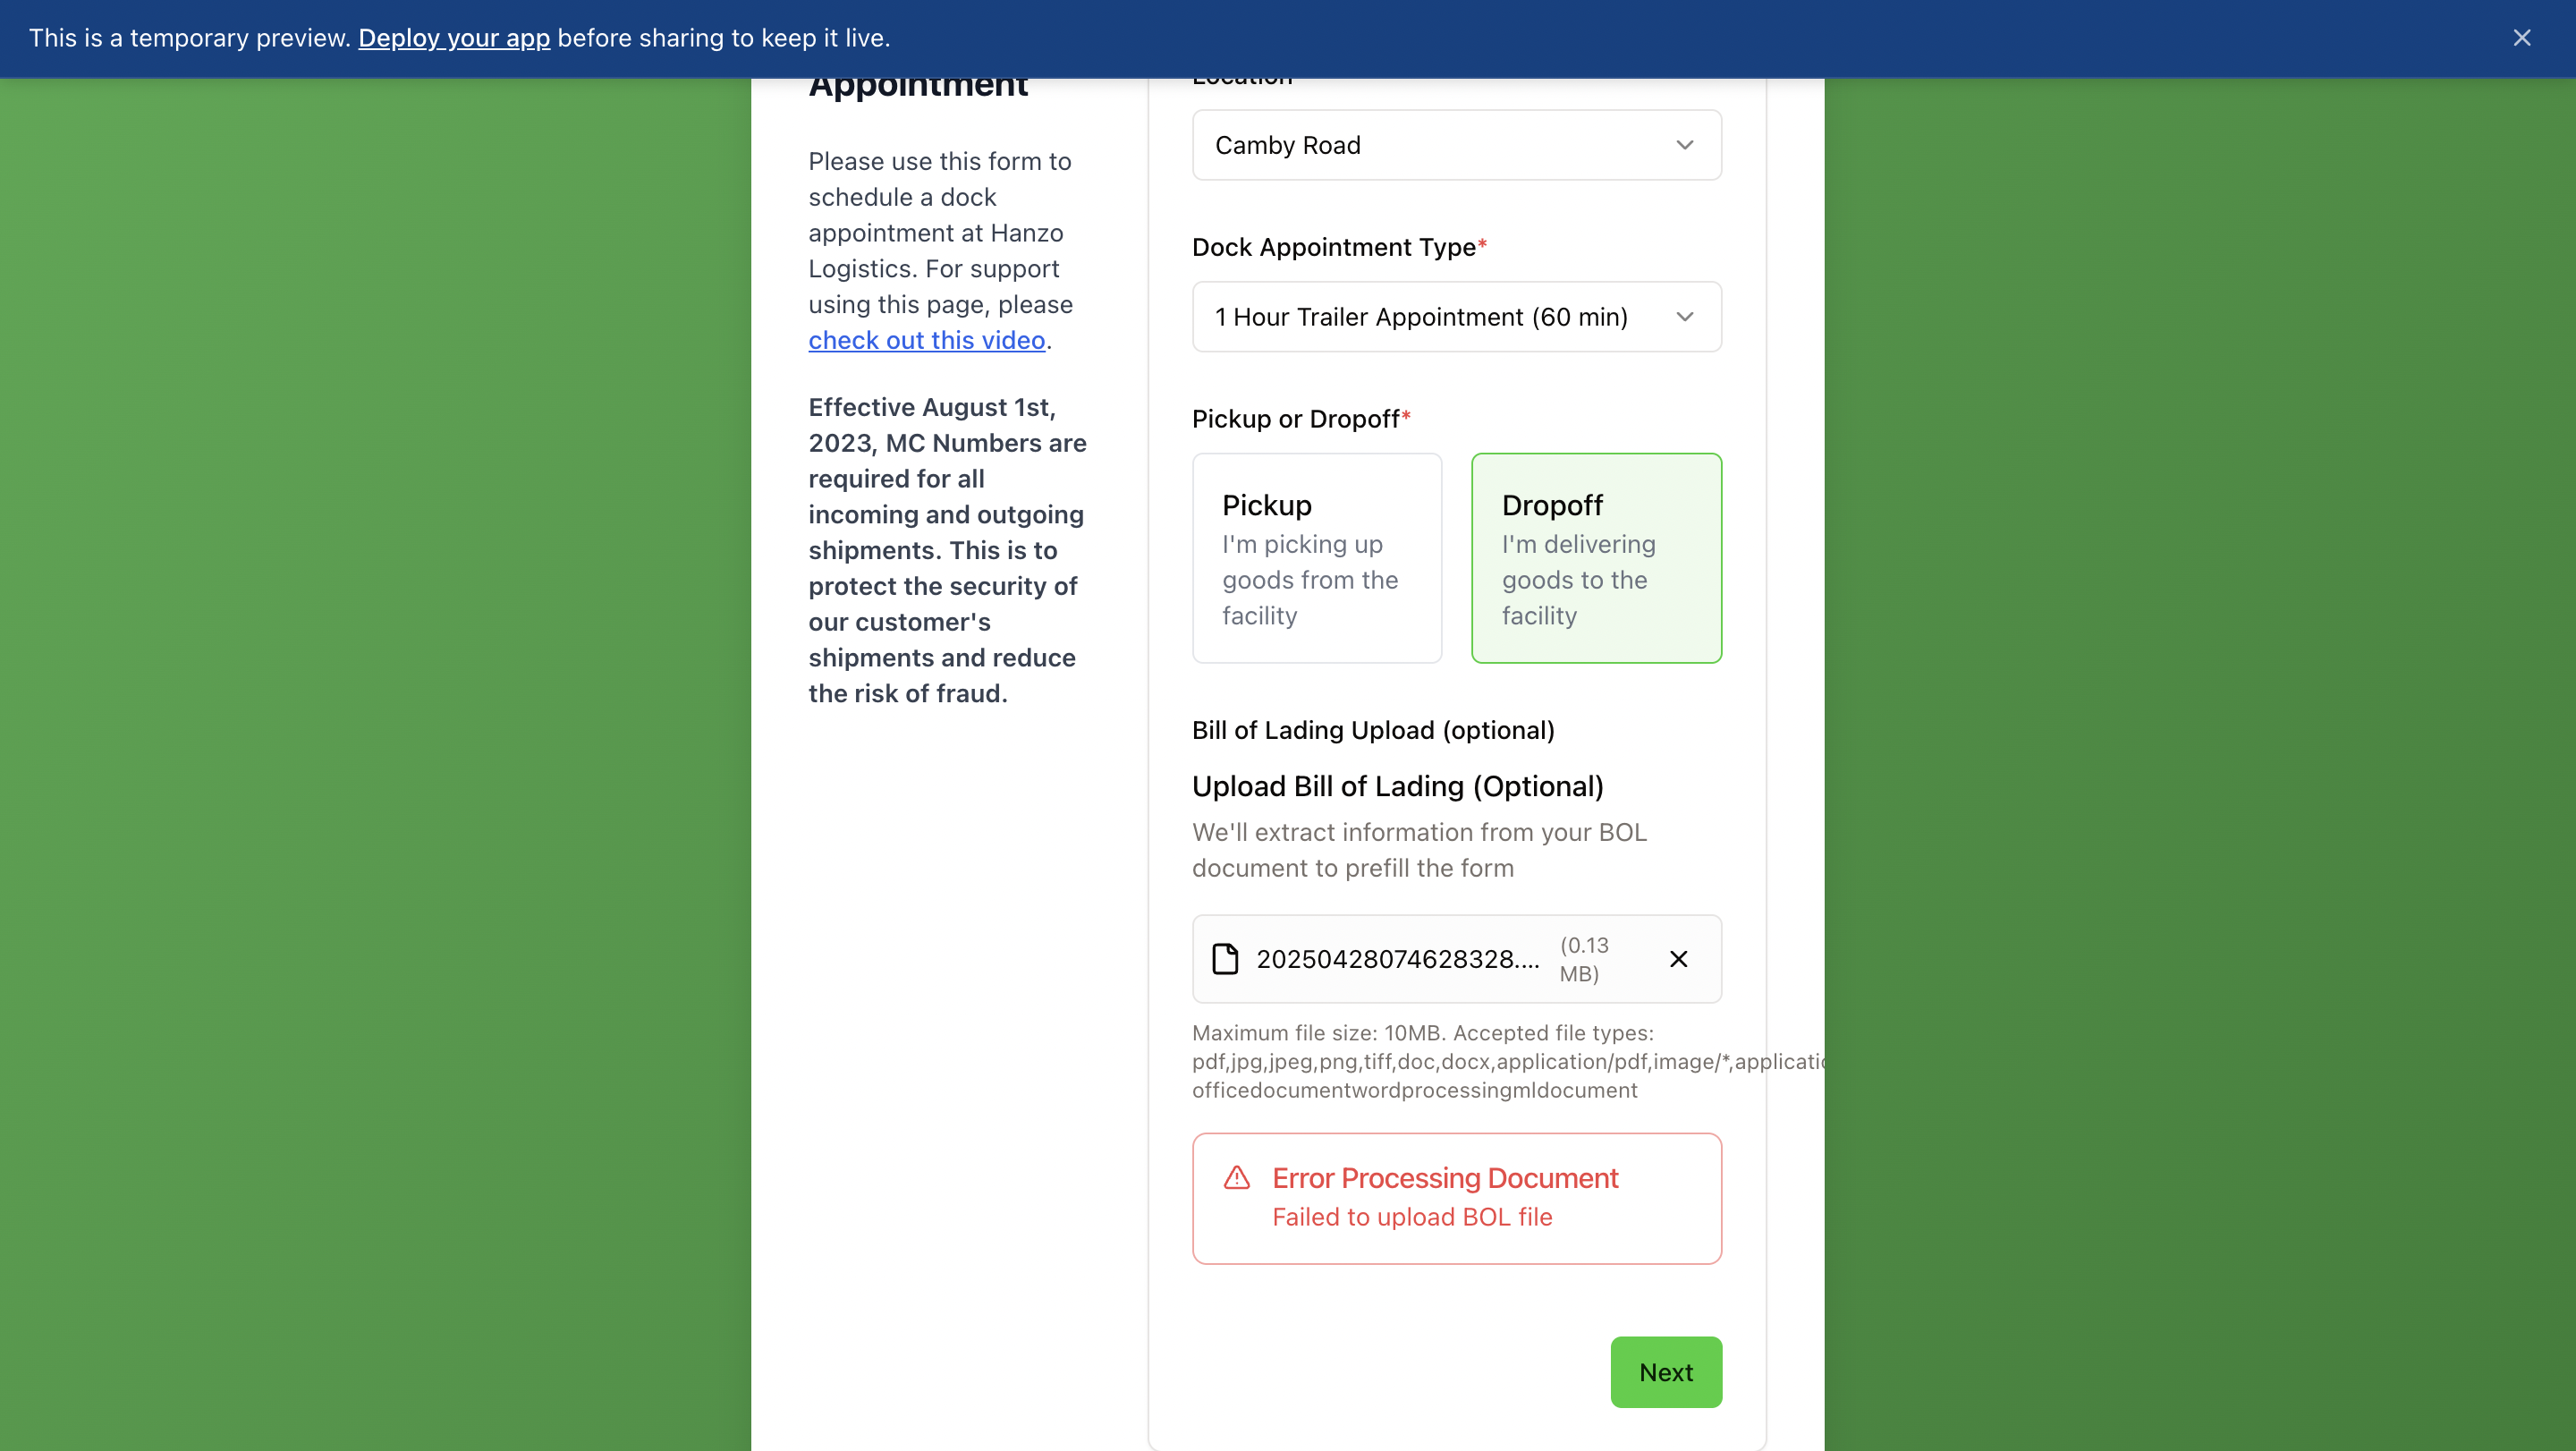 This is a temporary preview. Deploy your app before sharing to keep it live.
Appointment
Please use this form to
schedule a dock
appointment at Hanzo
Logistics. For support
using this page, please
check out this video.
Effective August 1st,
2023, MC Numbers are
required for all
incoming and outgoing
shipments. This is to
protect the security of
our customer's
shipments and reduce
the risk of fraud.
Location
Camby Road
Dock Appointment Type*
1 Hour Trailer Appointment (60 min)
Pickup or Dropoff*
Pickup
I'm picking up
goods from the
facility
Dropoff
I'm delivering
goods to the
facility
Bill of Lading Upload (optional)
Upload Bill of Lading (Optional)
We'll extract information from your BOL
document to prefill the form
20250428074628328....
(0.13
MB)
Maximum file size: 10MB. Accepted file types:
pdf,jpg,jpeg,png,tiff,doc,docx,application/pdf,image/*,applicatio
officedocumentwordprocessingmldocument
Error Processing Document
Failed to upload BOL file
Next